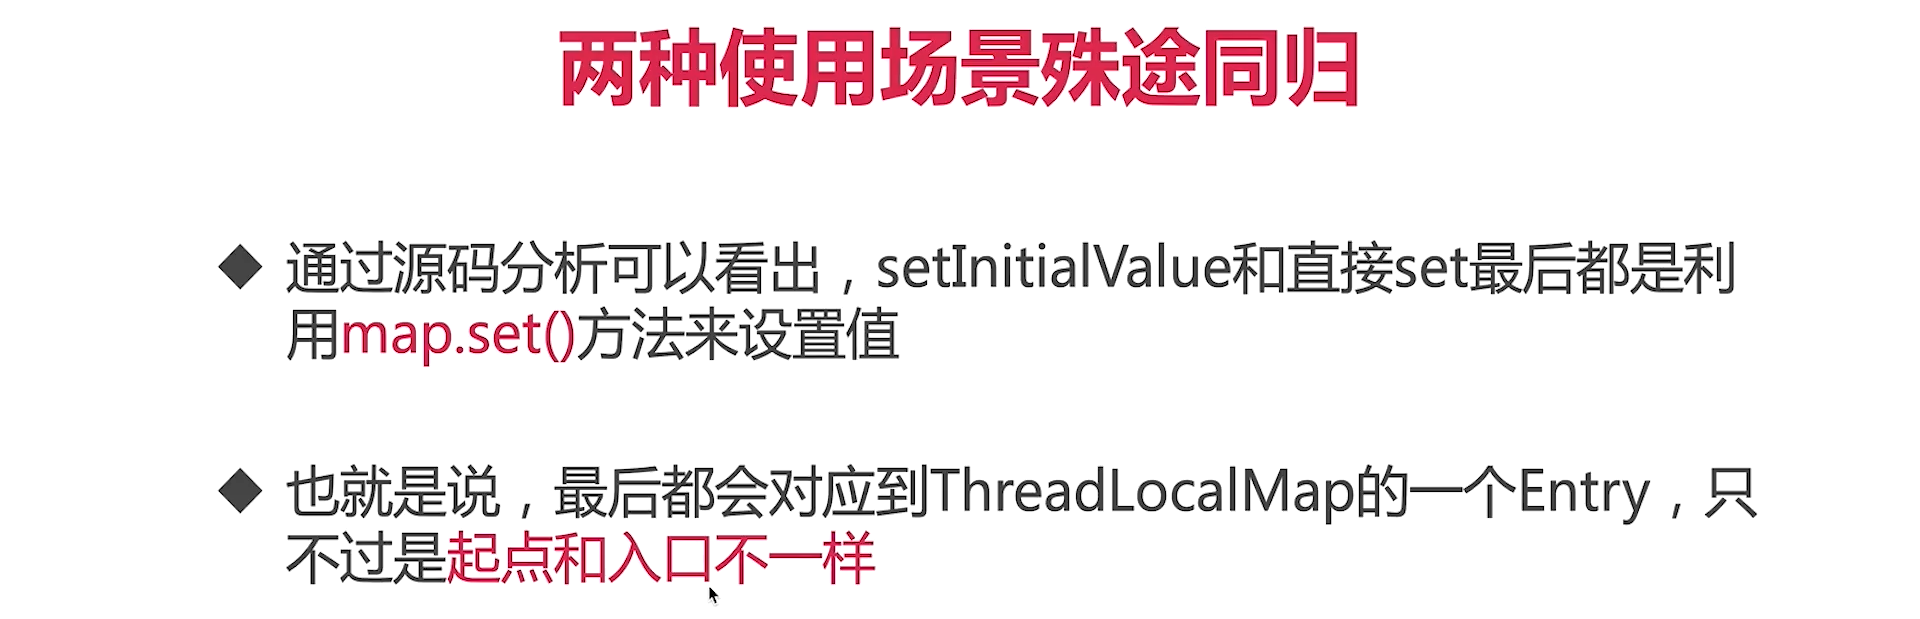 两种使用场景殊途同归
◆ 通过源码分析可以看出，setInitialValue和直接set最后都是利
用map.set()方法来设置值
◆ 也就是说，最后都会对应到ThreadLocalMap的一个Entry，只
不过是起点和入口不一样